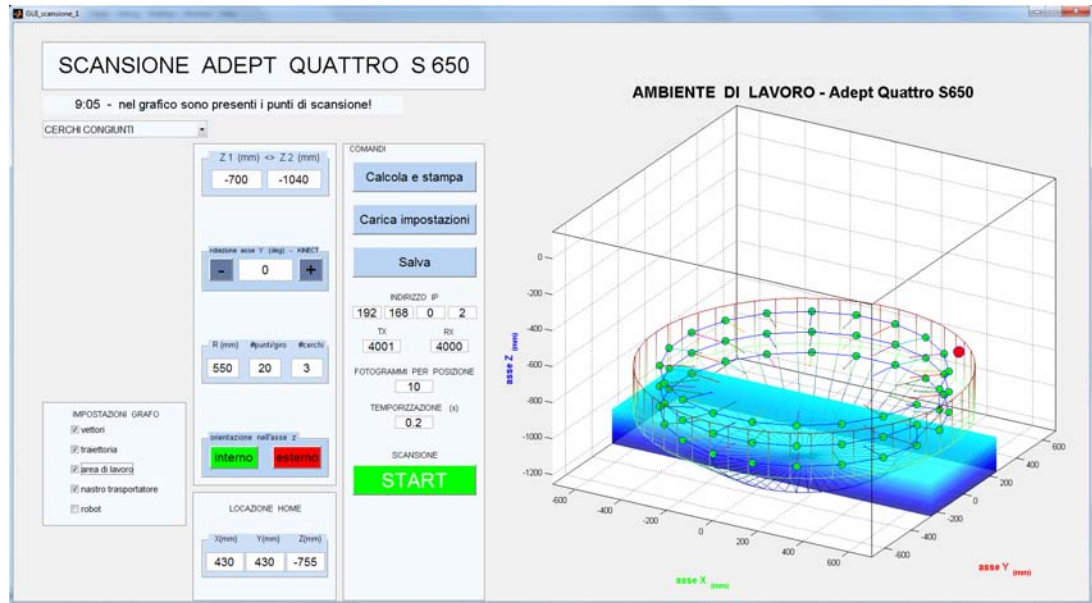 GUI_scansione_1
SCANSIONE ADEPT QUATTRO S 650
9:05 - nel grafico sono presenti i punti di scansione!
CERCHI CONGIUNTI
Z 1 (mm) <> Z 2 (mm)
-700 -1040
asse Y (deg) - KINECT
- 0 +
R (mm) #punti/giro #cerchi
550 20 3
orientazione nell'asse z
interno esterno
LOCAZIONE HOME
X(mm) Y(mm) Z(mm)
430 430 -755
IMPOSTAZIONI GRAFO
vettori
traiettoria
area di lavoro
nastro trasportatore
robot
COMANDI
Calcola e stampa
Carica impostazioni
Salva
INDIRIZZO IP
192 168 0 2
TX RX
4001 4000
FOTOGRAMMI PER POSIZIONE
10
TEMPORIZZAZIONE (s)
0.2
SCANSIONE
START
AMBIENTE DI LAVORO - Adept Quattro S650
asse Z (mm)
0
-200
-400
-600
-800
-1000
-1200
-600
-400
-200
0
200
400
600
asse X (mm)
-600
-400
-200
0
200
400
600
asse Y (mm)